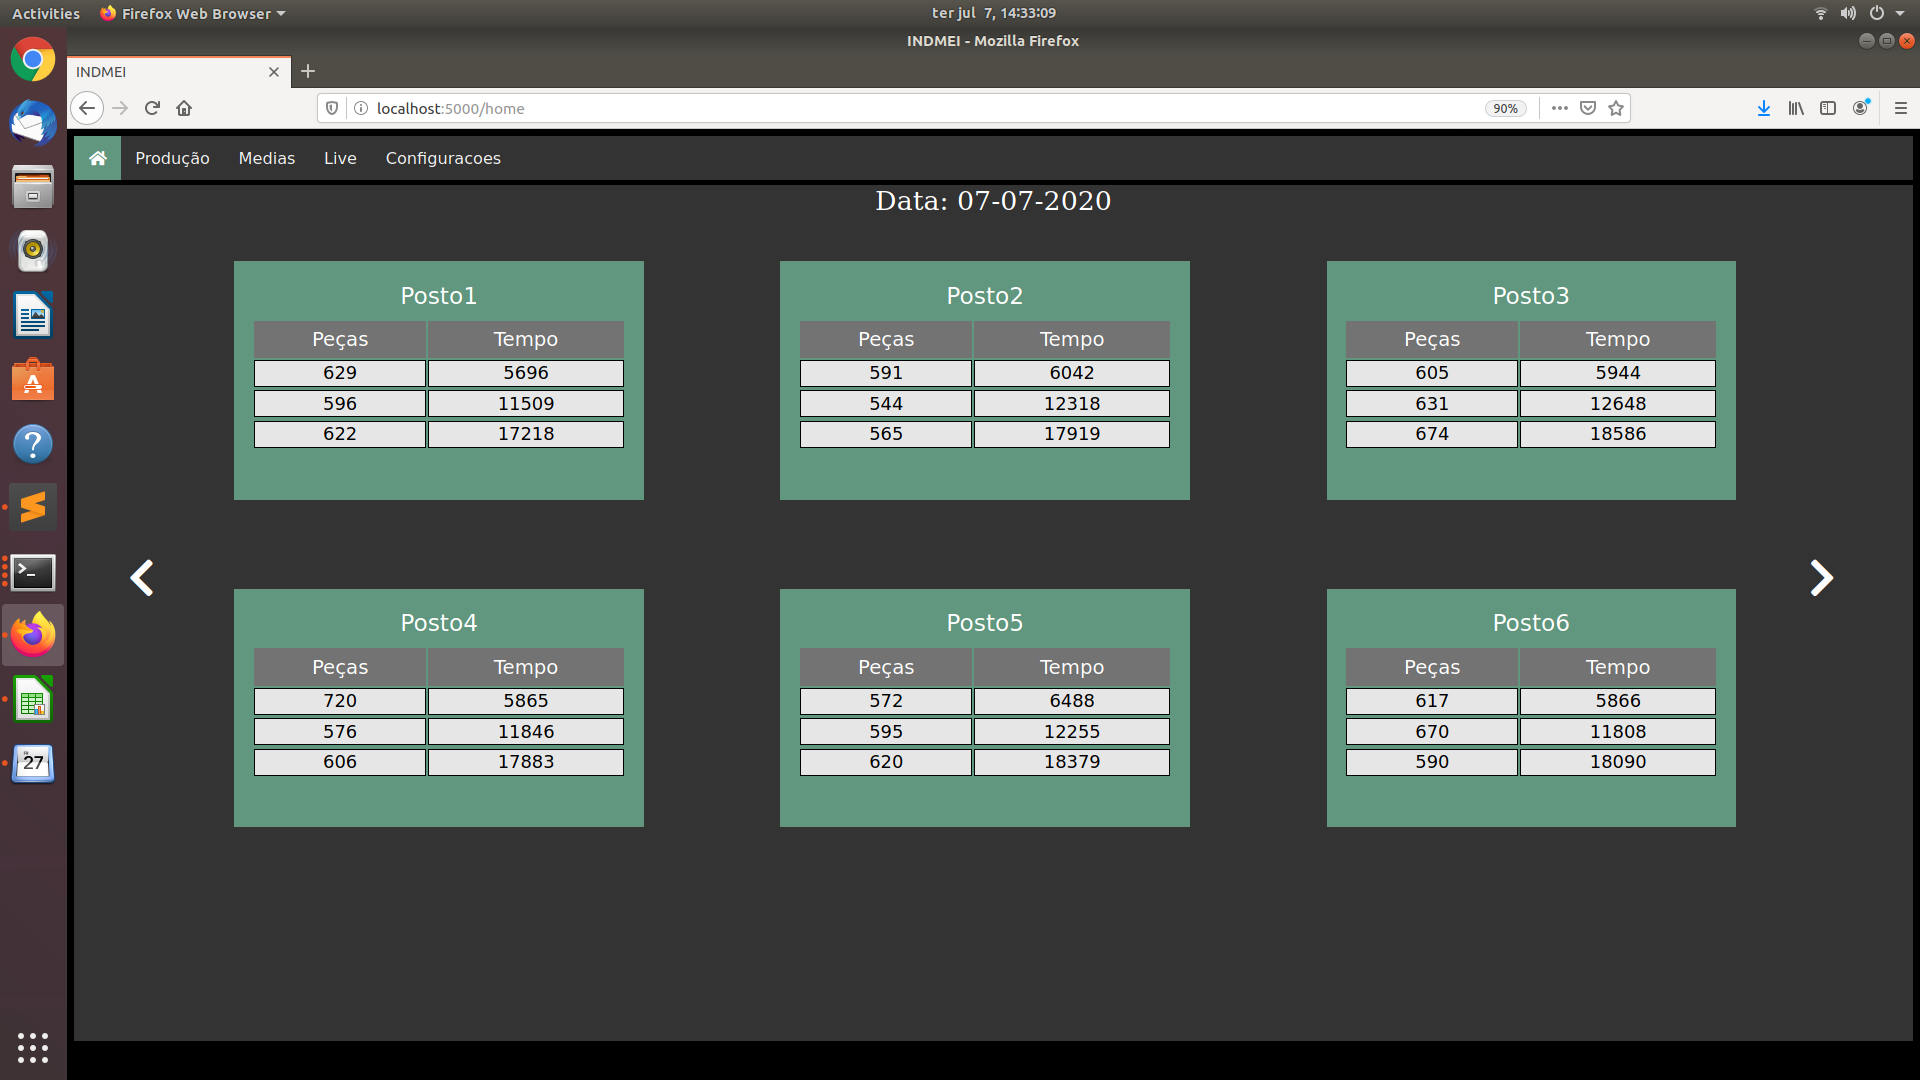 Activities Firefox Web Browser ter jul 7, 14:33:09
INDMEI - Mozilla Firefox
INDMEI
localhost:5000/home 90%
Produção Medias Live Configuracoes
Data: 07-07-2020
Posto1 Posto2 Posto3
Peças Tempo Peças Tempo Peças Tempo
629 5696 591 6042 605 5944
596 11509 544 12318 631 12648
622 17218 565 17919 674 18586
Posto4 Posto5 Posto6
Peças Tempo Peças Tempo Peças Tempo
720 5865 572 6488 617 5866
576 11846 595 12255 670 11808
606 17883 620 18379 590 18090
27